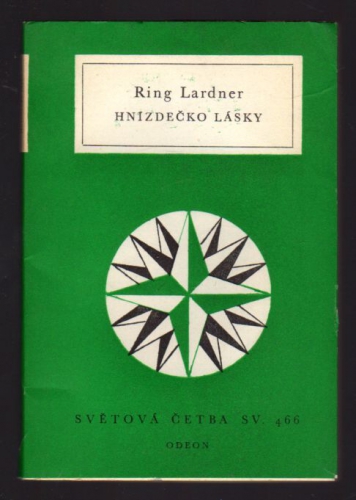 Ring Lardner
HNÍZDEČKO LÁSKY
SVĚTOVÁ ČETBA SV. 466
ODEON